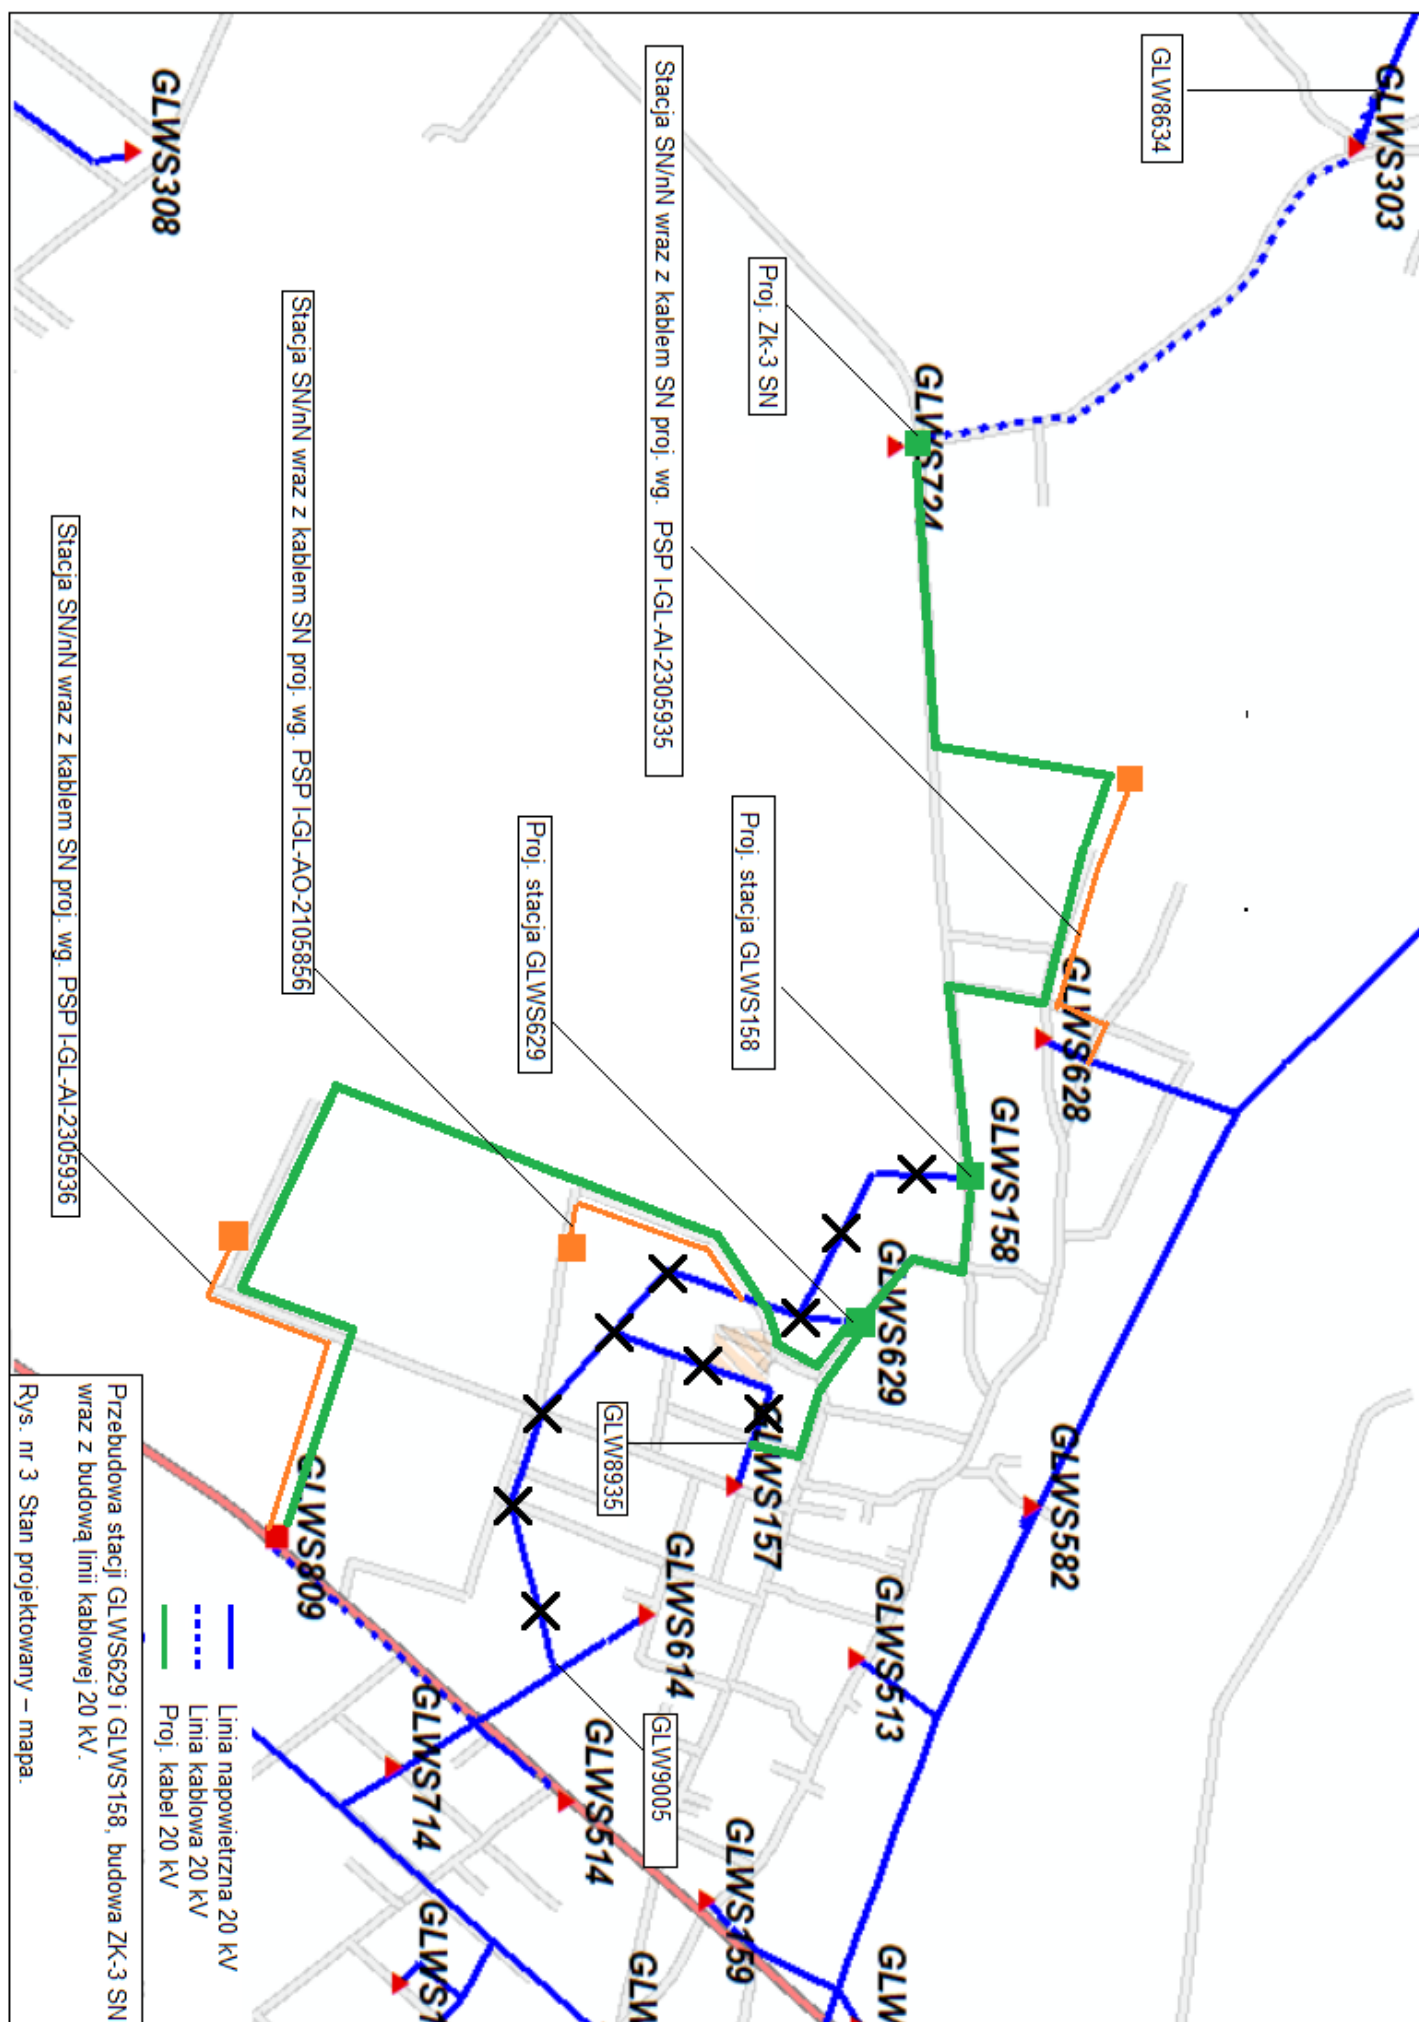 GLWS303
GLW8634
GLWS308
Proj. Zk-3 SN
GLWS724
Stacja SN/nN wraz z kablem SN proj. wg. PSP I-GL-AI-2305935
Stacja SN/nN wraz z kablem SN proj. wg. PSP I-GL-AO-2105856
Stacja SN/nN wraz z kablem SN proj. wg. PSP I-GL-AI-2305936
Proj. stacja GLWS158
Proj. stacja GLWS629
GLWS628
GLWS158
GLWS629
GLWS582
GLWS157
GLW8935
GLWS809
GLWS614
GLWS513
GLWS714
GLWS514
GLW9005
GLWS159
GLWS1
GLW
GLW
Linia napowietrzna 20 kV
Linia kablowa 20 kV
Proj. kabel 20 kV
Przebudowa stacji GLWS629 i GLWS158, budowa ZK-3 SN
wraz z budową linii kablowej 20 kV.
Rys. nr 3 Stan projektowany – mapa.